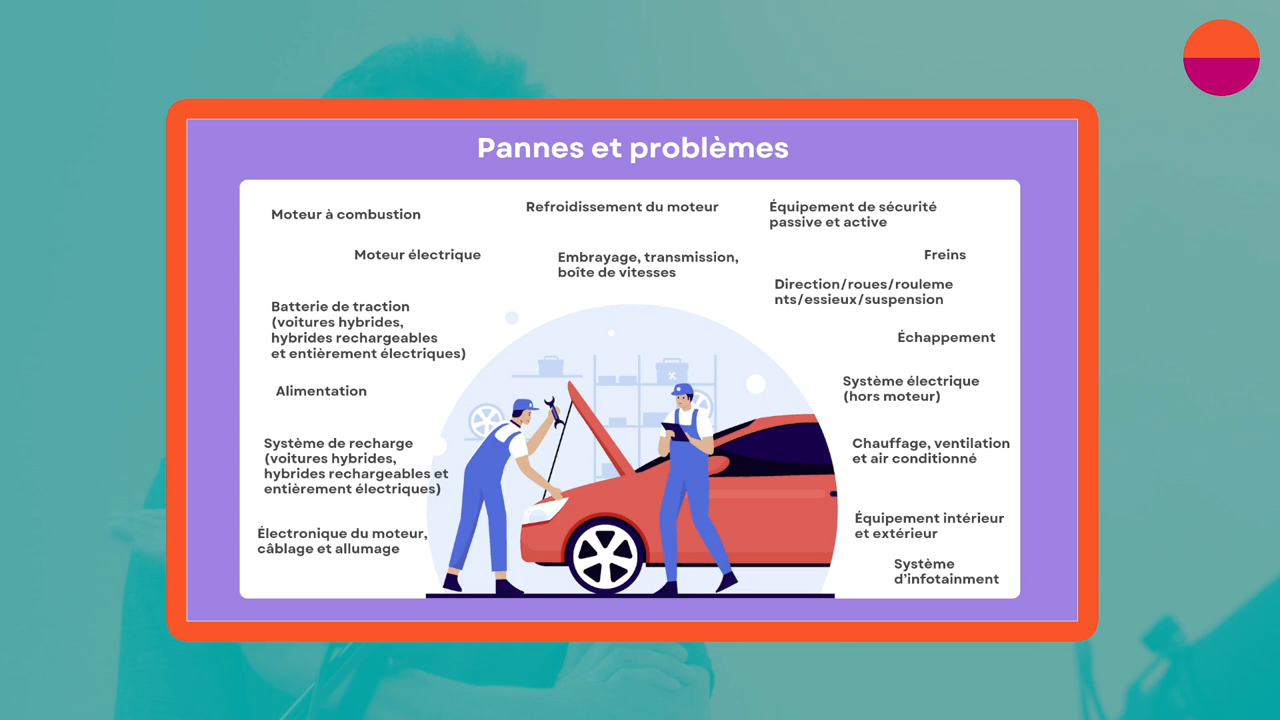 Pannes et problèmes
Moteur à combustion
Refroidissement du moteur
Équipement de sécurité
passive et active
Moteur électrique
Embrayage, transmission,
boîte de vitesses
Freins
Direction/roues/rouleme
nts/essieux/suspension
Batterie de traction
(voitures hybrides,
hybrides rechargeables
et entièrement électriques)
Échappement
Alimentation
Système électrique
(hors moteur)
Système de recharge
(voitures hybrides,
hybrides rechargeables et
entièrement électriques)
Chauffage, ventilation
et air conditionné
Électronique du moteur,
câblage et allumage
Équipement intérieur
et extérieur
Système
d'infotainment